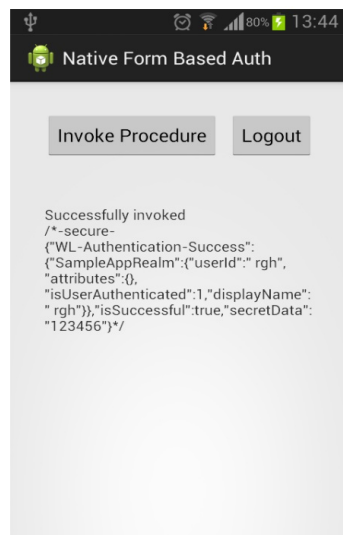 80% 13:44
Native Form Based Auth
Invoke Procedure Logout
Successfully invoked
/*-secure-
{"WL-Authentication-Success":
{"SampleAppRealm":{"userId":" rgh",
"attributes":{},
"isUserAuthenticated":1,"displayName":
" rgh"}},"isSuccessful":true,"secretData":
"123456"}*/